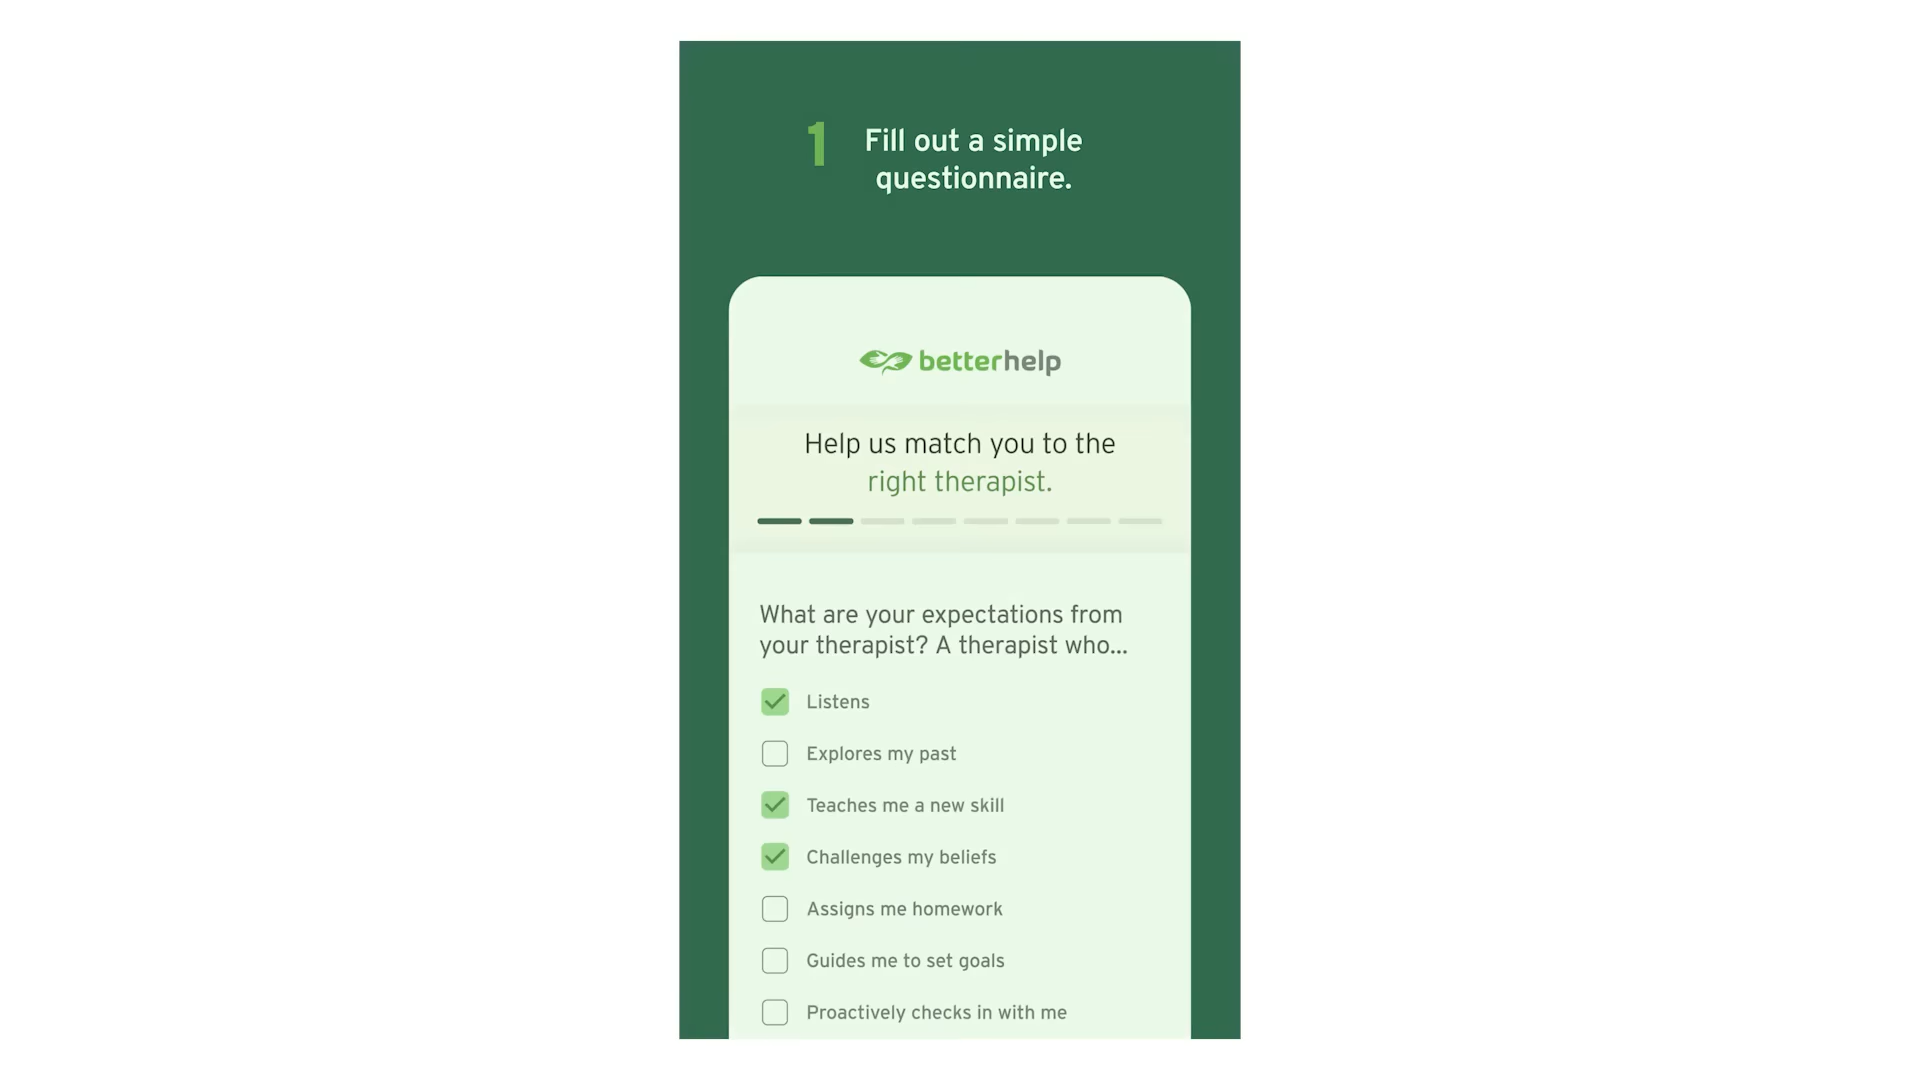 1
Fill out a simple
questionnaire.
betterhelp
Help us match you to the
right therapist.
What are your expectations from
your therapist? A therapist who...
Listens
Explores my past
Teaches me a new skill
Challenges my beliefs
Assigns me homework
Guides me to set goals
Proactively checks in with me